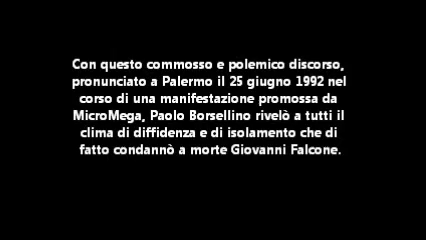 Con questo commosso e polemico discorso,
pronunciato a Palermo il 25 giugno 1992 nel
corso di una manifestazione promossa da
MicroMega, Paolo Borsellino rivelò a tutti il
clima di diffidenza e di isolamento che di
fatto condannò a morte Giovanni Falcone.